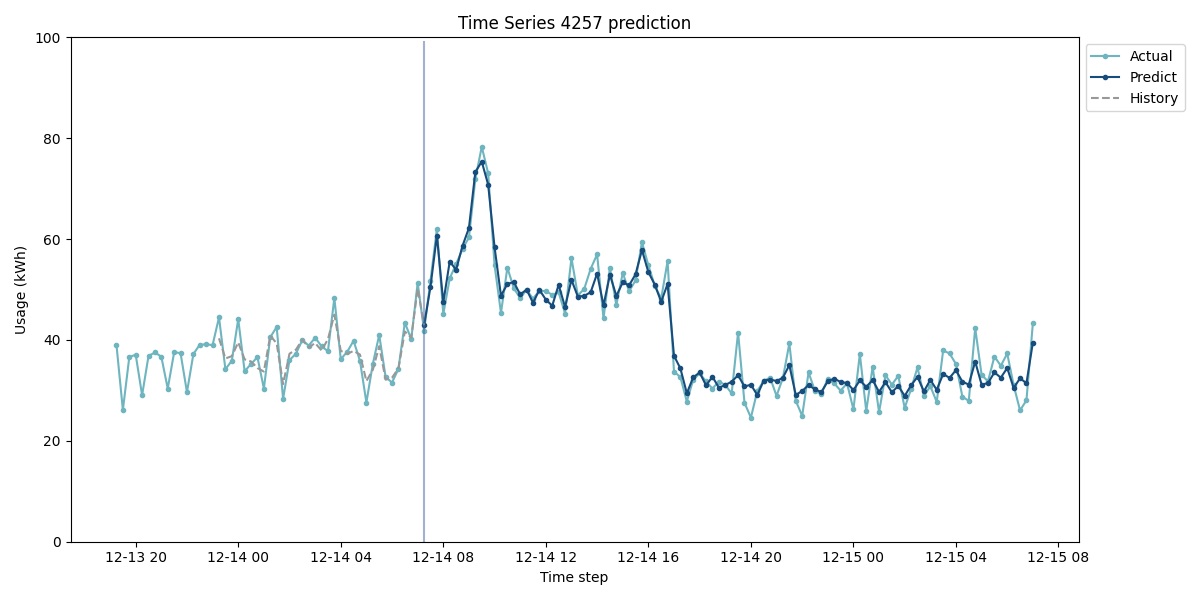 Time Series 4257 prediction
Usage (kWh)
100
80
60
40
20
0
12-13 20
12-14 00
12-14 04
12-14 08
12-14 12
12-14 16
12-14 20
12-15 00
12-15 04
12-15 08
Time step
Actual
Predict
History